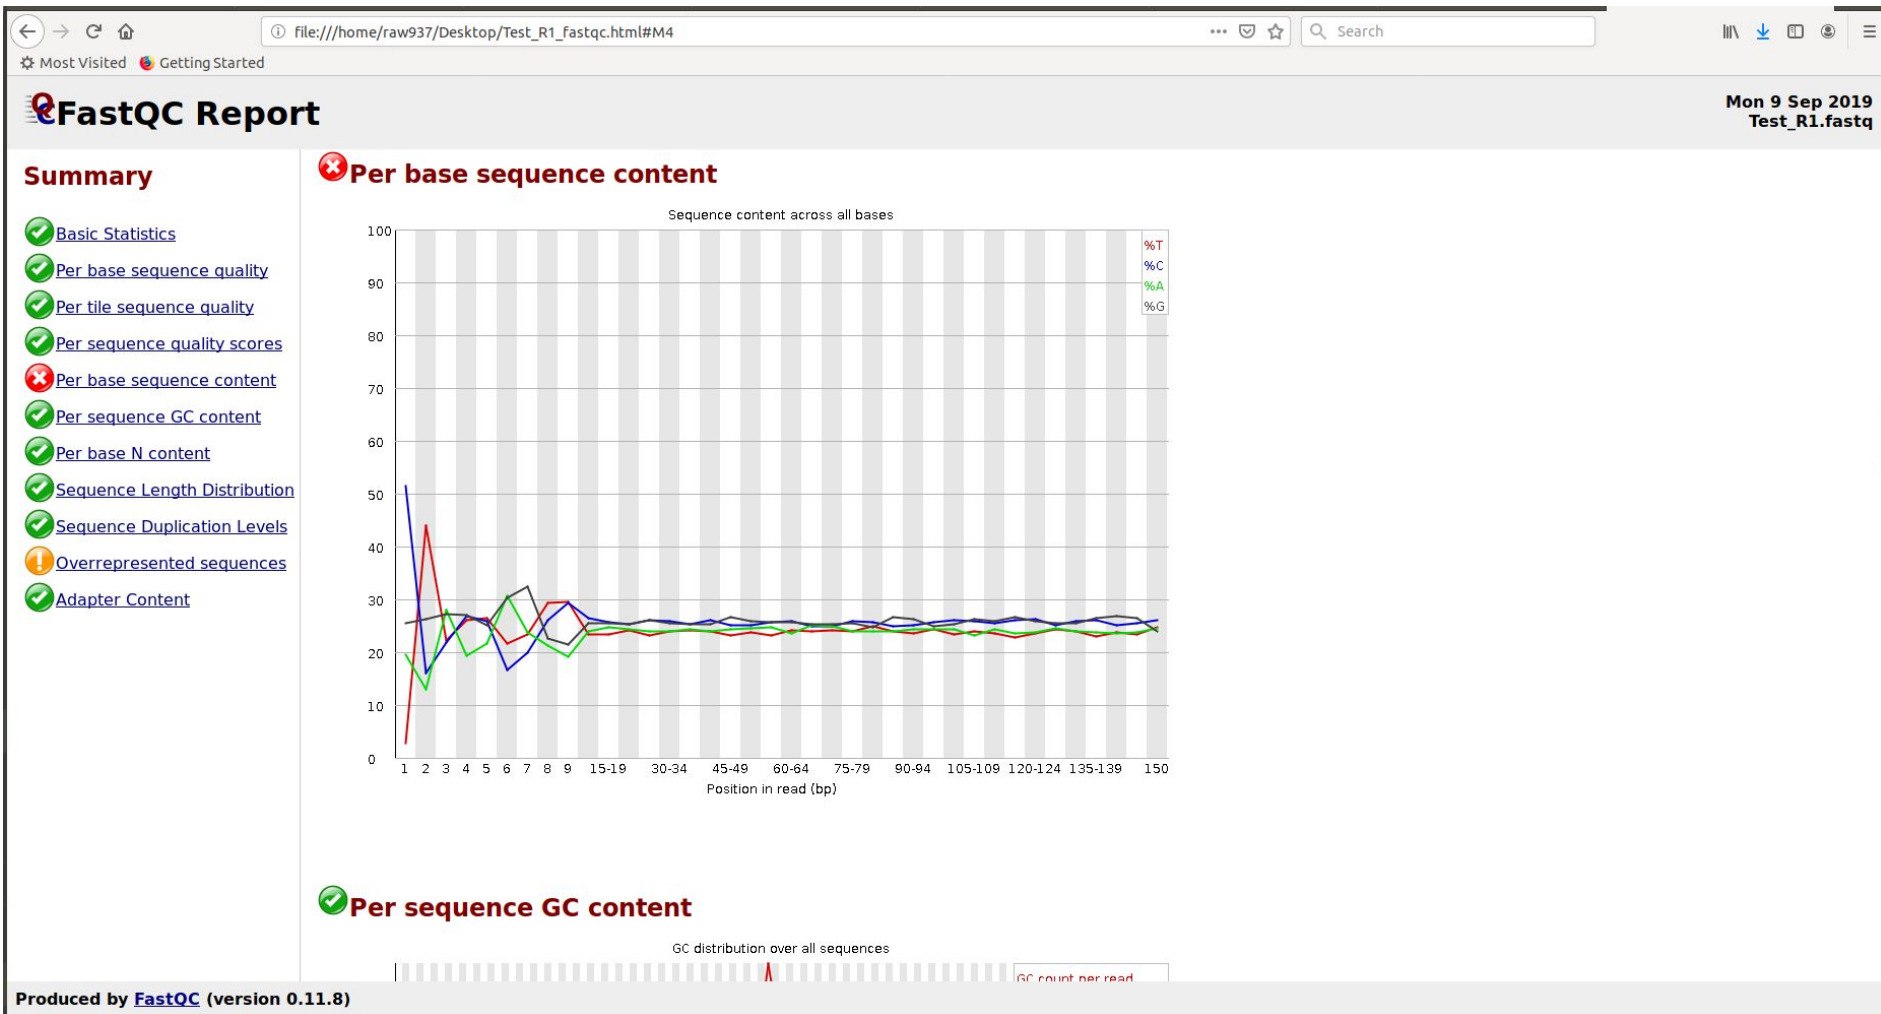 file:///home/raw937/Desktop/Test_R1_fastqc.html#M4
Search
Most Visited
Getting Started
FastQC Report
Mon 9 Sep 2019
Test_R1.fastq
Summary
Basic Statistics
Per base sequence quality
Per tile sequence quality
Per sequence quality scores
Per base sequence content
Per sequence GC content
Per base N content
Sequence Length Distribution
Sequence Duplication Levels
Overrepresented sequences
Adapter Content
Per base sequence content
Sequence content across all bases
%T
%C
%A
%G
100
90
80
70
60
50
40
30
20
10
0
1 2 3 4 5 6 7 8 9 15-19 30-34 45-49 60-64 75-79 90-94 105-109 120-124 135-139 150
Position in read (bp)
Per sequence GC content
GC distribution over all sequences
GC count per read
Produced by FastQC (version 0.11.8)